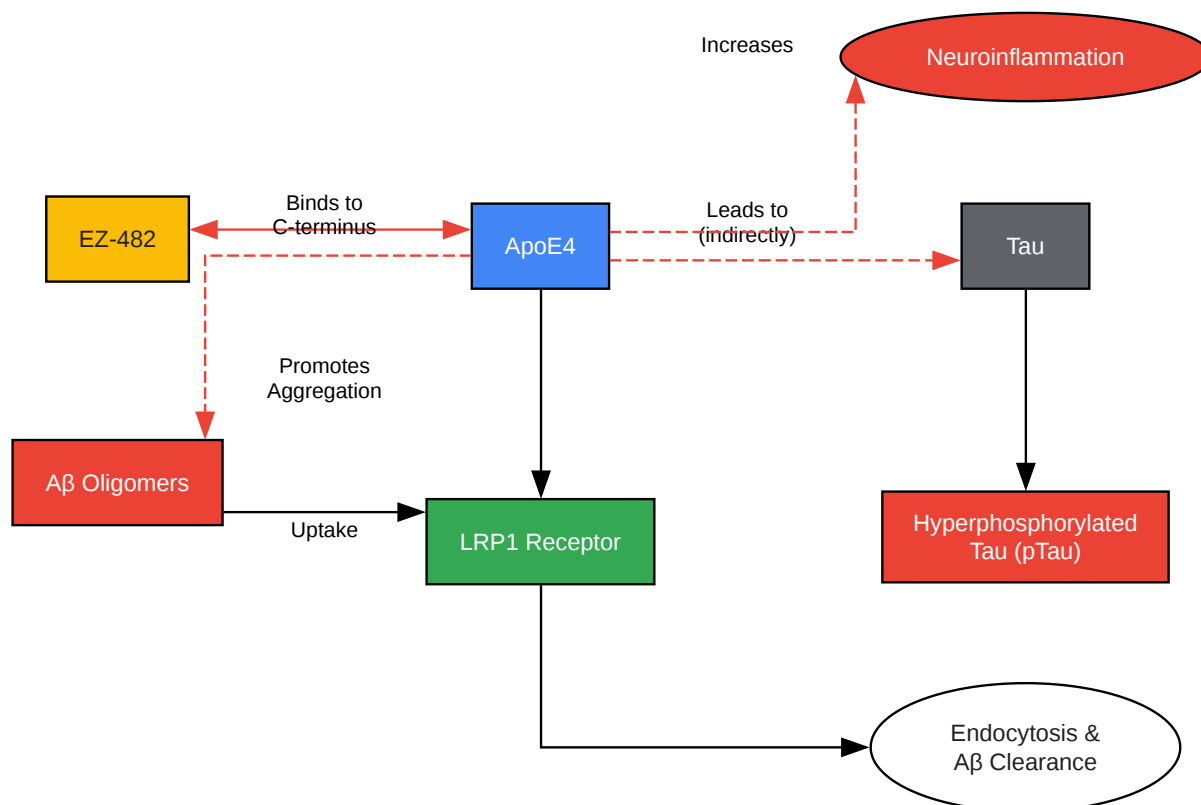 Increases
Neuroinflammation
EZ-482
Binds to
C-terminus
ApoE4
Leads to
(indirectly)
Tau
Promotes
Aggregation
Aβ Oligomers
Uptake
LRP1 Receptor
Hyperphosphorylated
Tau (pTau)
Endocytosis &
Aβ Clearance